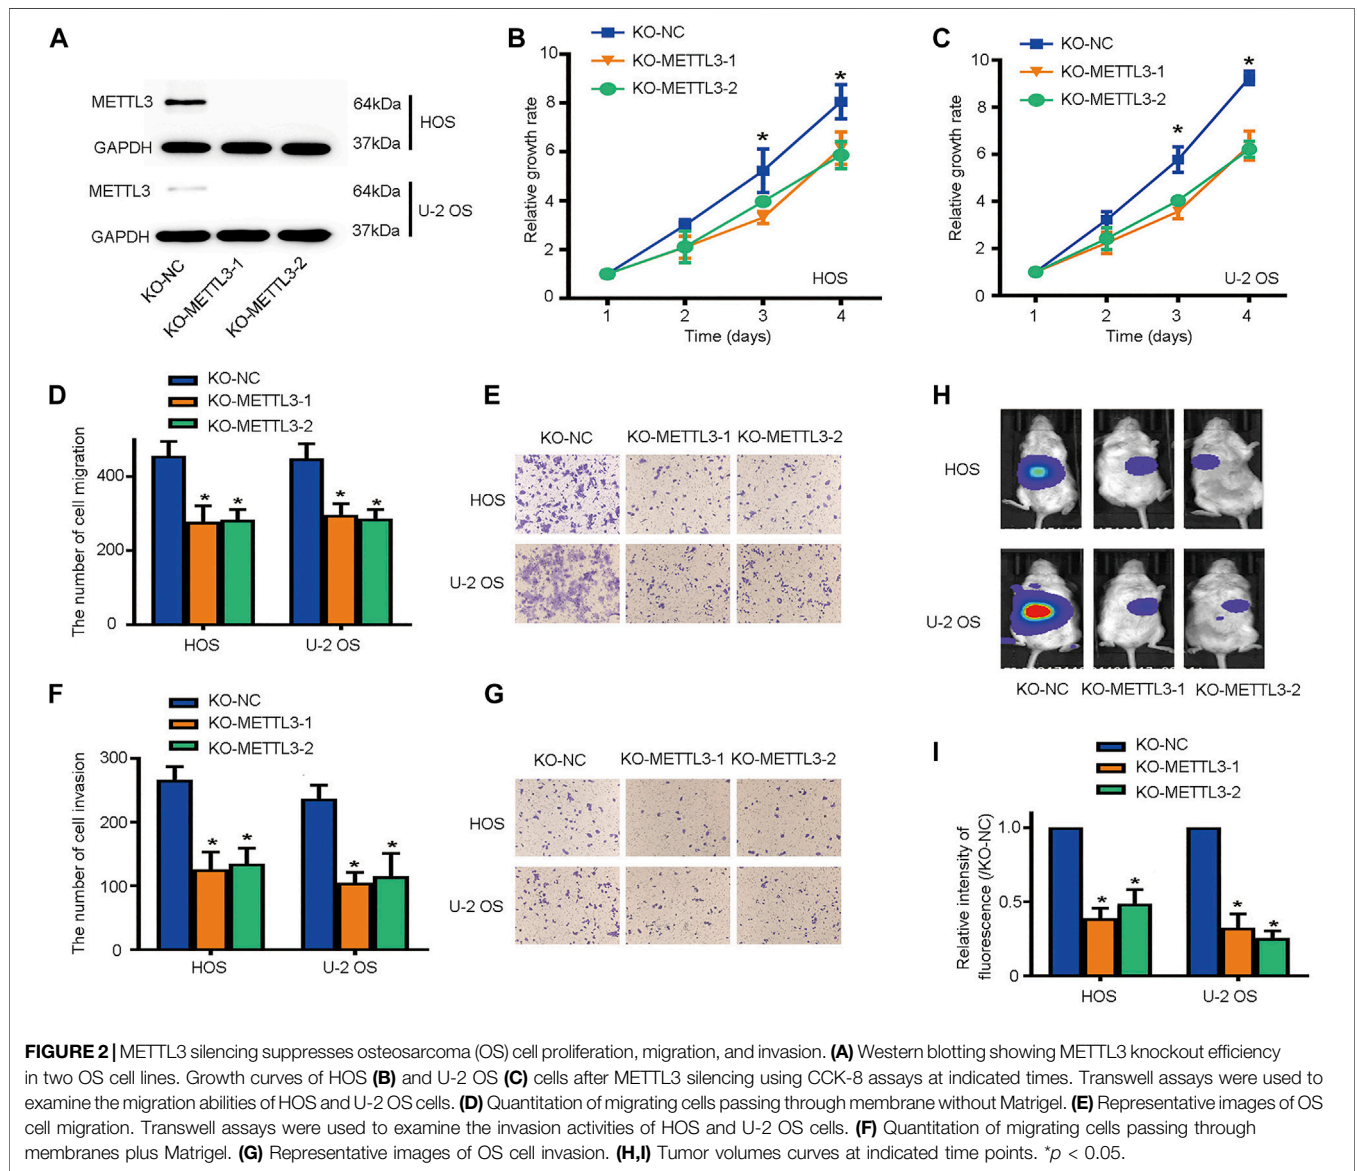 A
METTL3
64kDa
HOS
GAPDH
37kDa
METTL3
64kDa
U-2 OS
GAPDH
37kDa
KO-NC
KO-METTL3-1
KO-METTL3-2
B
KO-NC
KO-METTL3-1
KO-METTL3-2
Relative growth rate
10
8
6
4
2
0
*
*
HOS
1 2 3 4
Time (days)
C
KO-NC
KO-METTL3-1
KO-METTL3-2
Relative growth rate
10
8
6
4
2
0
*
*
U-2 OS
1 2 3 4
Time (days)
D
KO-NC
KO-METTL3-1
KO-METTL3-2
The number of cell migration
400
200
0
* * * *
HOS U-2 OS
E
KO-NC KO-METTL3-1 KO-METTL3-2
HOS
U-2 OS
H
HOS
U-2 OS
KO-NC KO-METTL3-1 KO-METTL3-2
F
KO-NC
KO-METTL3-1
KO-METTL3-2
The number of cell invasion
300
200
100
0
* * * *
HOS U-2 OS
G
KO-NC KO-METTL3-1 KO-METTL3-2
HOS
U-2 OS
I
KO-NC
KO-METTL3-1
KO-METTL3-2
Relative intensity of
fluorescence (/KO-NC)
1.0
0.5
0
* * * *
HOS U-2 OS
FIGURE 2 | METTL3 silencing suppresses osteosarcoma (OS) cell proliferation, migration, and invasion. (A) Western blotting showing METTL3 knockout efficiency
in two OS cell lines. Growth curves of HOS (B) and U-2 OS (C) cells after METTL3 silencing using CCK-8 assays at indicated times. Transwell assays were used to
examine the migration abilities of HOS and U-2 OS cells. (D) Quantitation of migrating cells passing through membrane without Matrigel. (E) Representative images of OS
cell migration. Transwell assays were used to examine the invasion activities of HOS and U-2 OS cells. (F) Quantitation of migrating cells passing through
membranes plus Matrigel. (G) Representative images of OS cell invasion. (H,I) Tumor volumes curves at indicated time points. *p < 0.05.